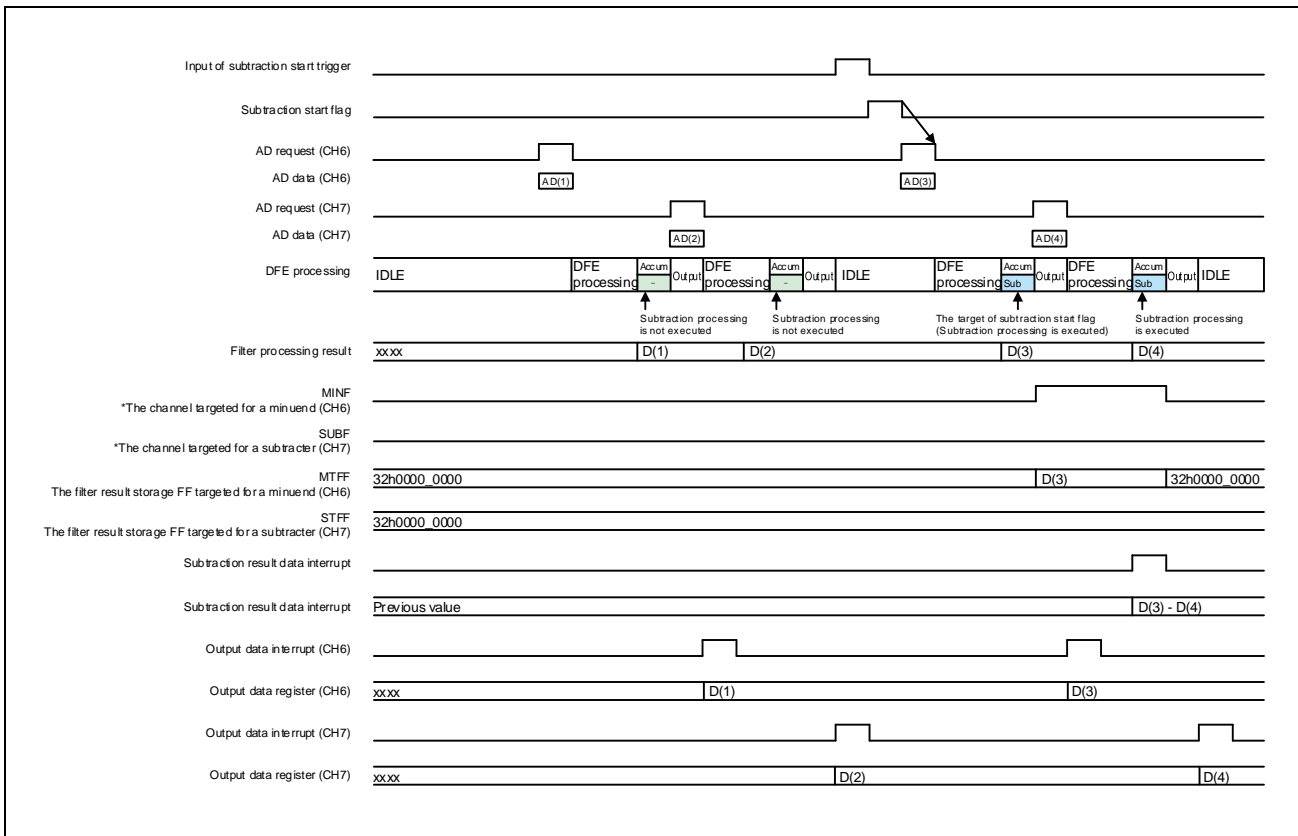 Input of subtraction start trigger
Subtraction start flag
AD request (CH6)
AD data (CH6)
AD(1)
AD(3)
AD request (CH7)
AD data (CH7)
AD(2)
AD(4)
DFE processing
IDLE
DFE
processing
Accum
-
Output
DFE
processing
Accum
-
Output
IDLE
DFE
processing
Accum
Sub
Output
DFE
processing
Accum
Sub
Output
IDLE
Subtraction processing
is not executed
Subtraction processing
is not executed
The target of subtraction start flag
(Subtraction processing is executed)
Subtraction processing
is executed
Filter processing result
xxxx
D(1)
D(2)
D(3)
D(4)
MINF
*The channel targeted for a minuend (CH6)
SUBF
*The channel targeted for a subtracter (CH7)
MTFF
The filter result storage FF targeted for a minuend (CH6)
32h0000_0000
D(3)
32h0000_0000
STFF
The filter result storage FF targeted for a subtracter (CH7)
32h0000_0000
Subtraction result data interrupt
Subtraction result data interrupt
Previous value
D(3) - D(4)
Output data interrupt (CH6)
Output data register (CH6)
xxxx
D(1)
D(3)
Output data interrupt (CH7)
Output data register (CH7)
xxxx
D(2)
D(4)